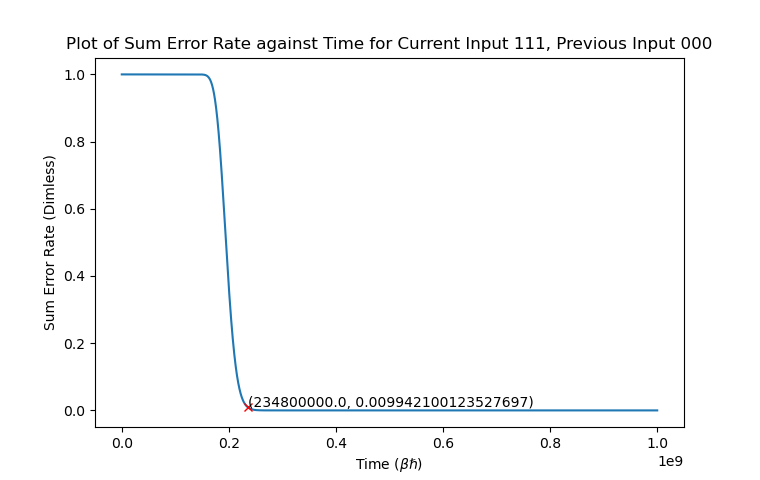 Plot of Sum Error Rate against Time for Current Input 111, Previous Input 000
Sum Error Rate (Dimless)
1.0
0.8
0.6
0.4
0.2
0.0
(234800000.0, 0.009942100123527697)
0.0 0.2 0.4 0.6 0.8 1.0
1e9
Time (βℏ)